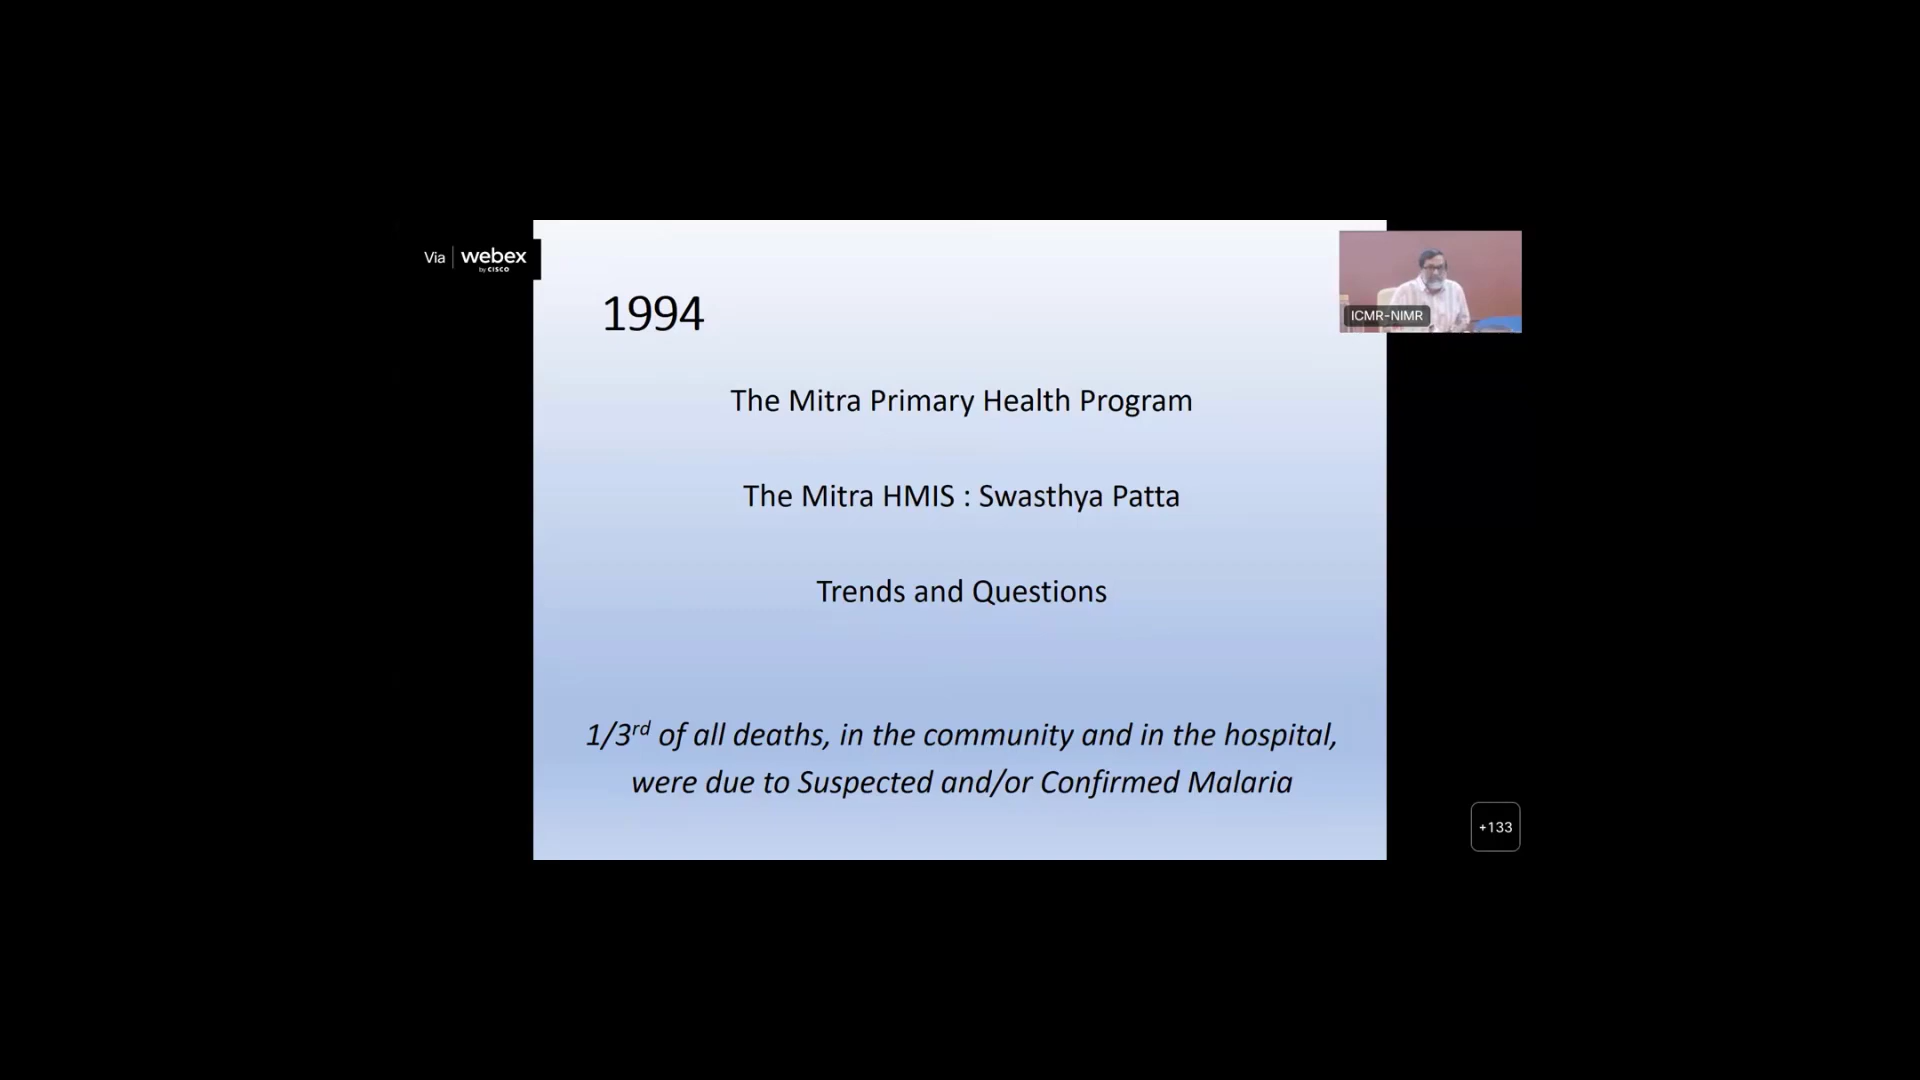 Via webex
by CISCO
1994
ICMR-NIMR
The Mitra Primary Health Program
The Mitra HMIS : Swasthya Patta
Trends and Questions
1/3rd of all deaths, in the community and in the hospital,
were due to Suspected and/or Confirmed Malaria
+133